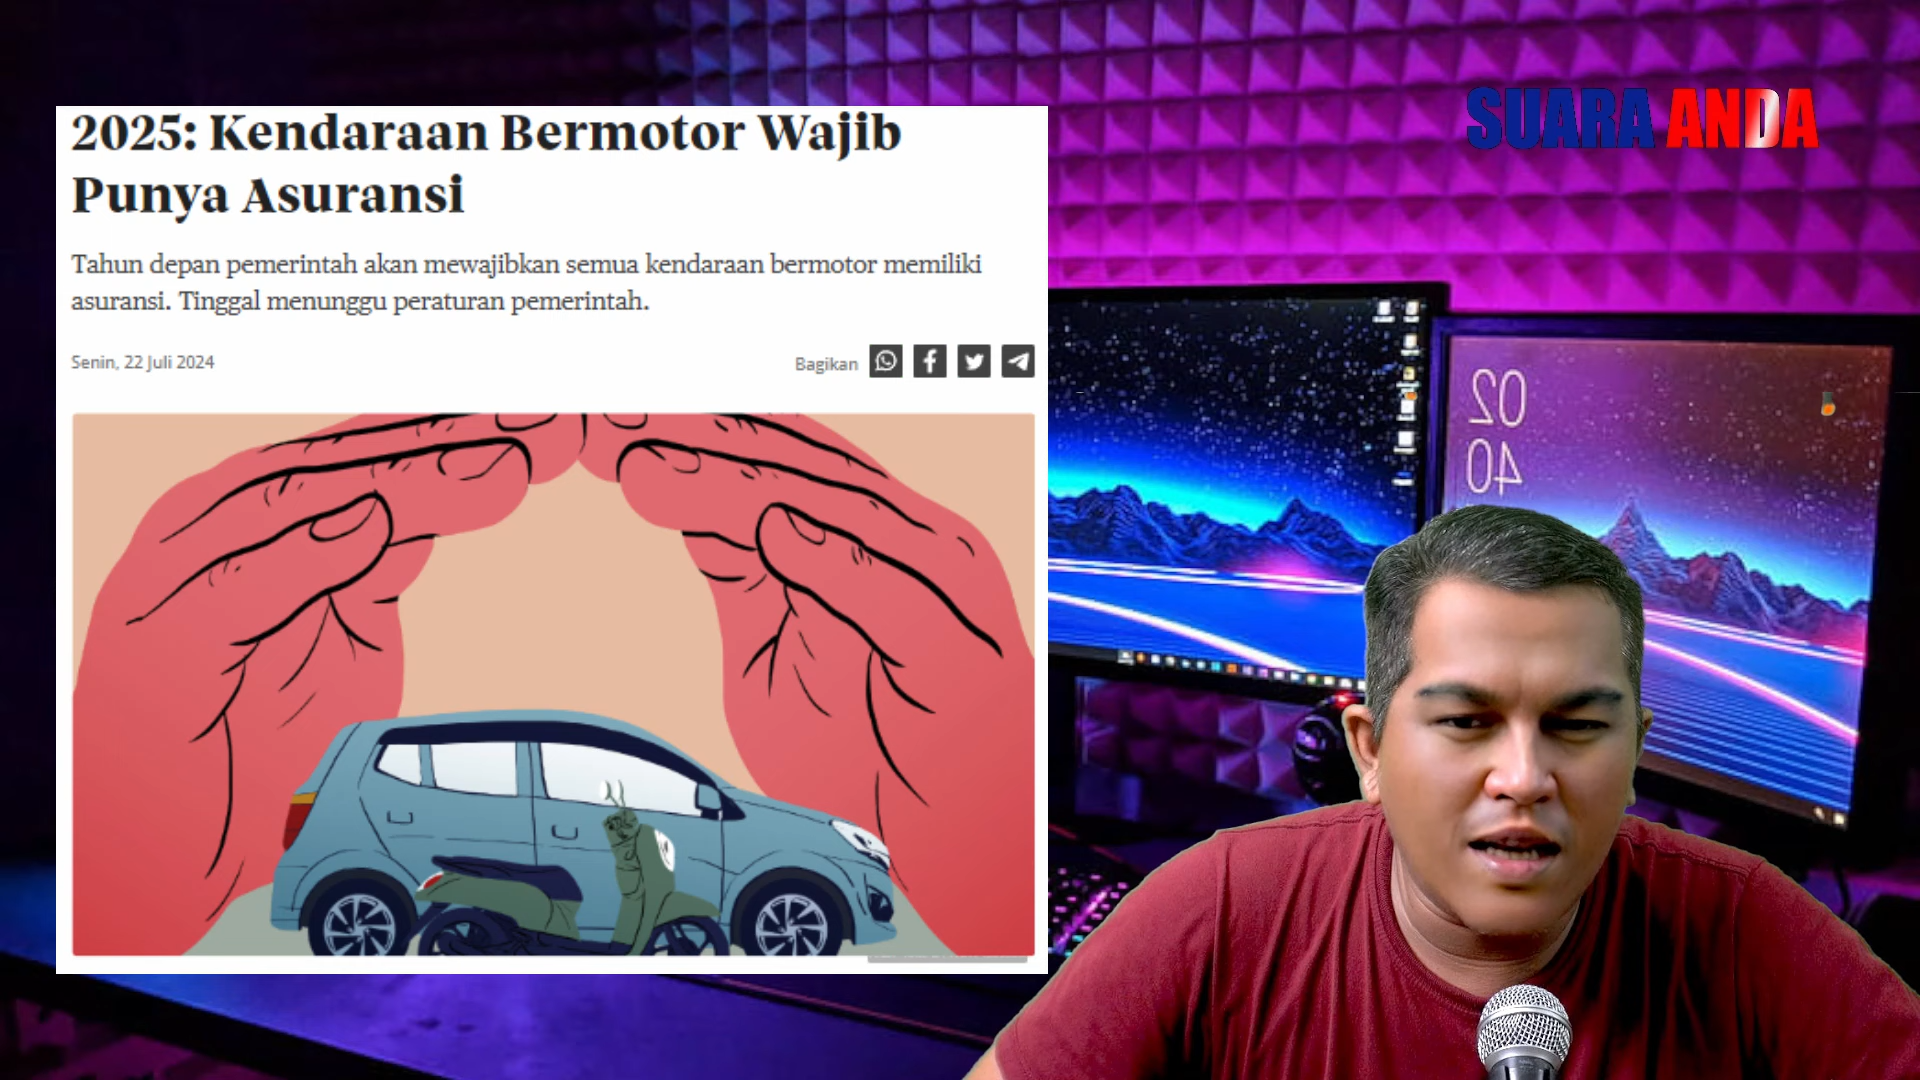 2025: Kendaraan Bermotor Wajib
Punya Asuransi
Tahun depan pemerintah akan mewajibkan semua kendaraan bermotor memiliki
asuransi. Tinggal menunggu peraturan pemerintah.
Senin, 22 Juli 2024
Bagikan
SUARA ANDA
02
40